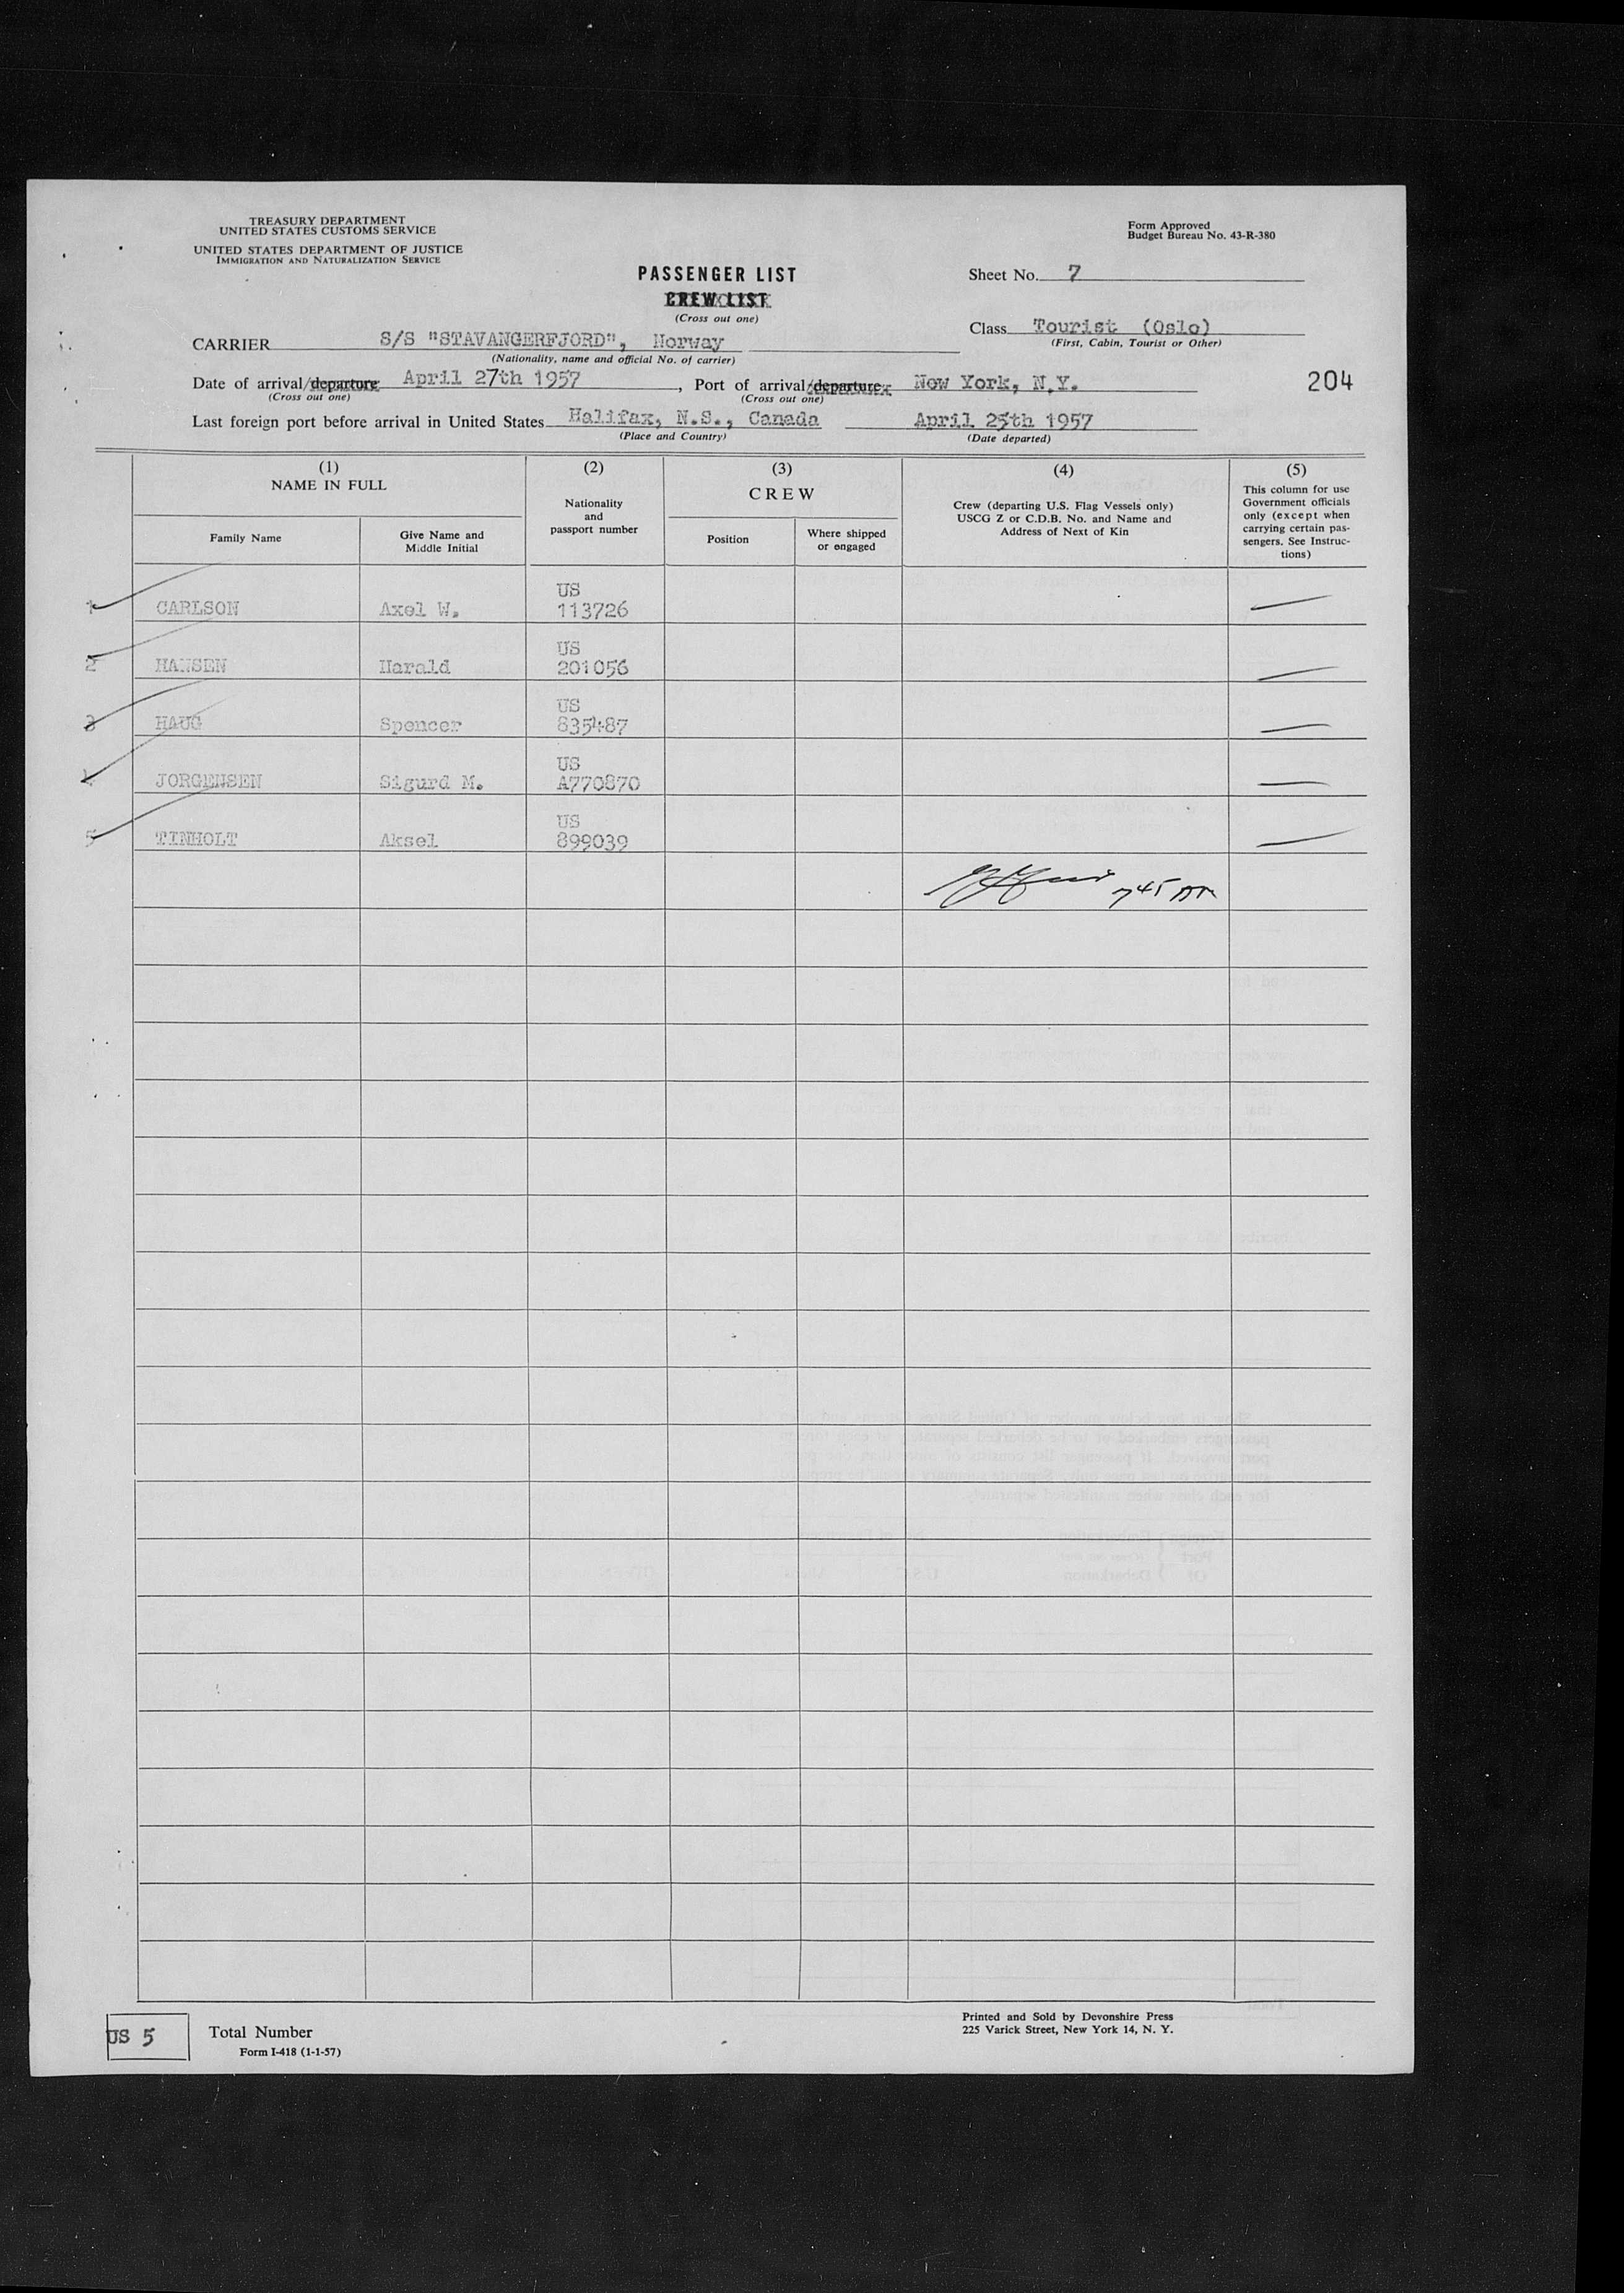 TREASURY DEPARTMENT
UNITED STATES CUSTOMS SERVICE
UNITED STATES DEPARTMENT OF JUSTICE
IMMIGRATION AND NATURALIZATION SERVICE
Form Approved
Budget Bureau No. 43-R-380
PASSENGER LIST
CREW LIST
(Cross out one)
Sheet No. 7
Class Tourist (Oslo)
(First, Cabin, Tourist or Other)
CARRIER S/S "STAVANGERFJORD", Norway
(Nationality, name and official No. of carrier)
Date of arrival/departure April 27th 1957, Port of arrival/departure New York, N.Y.
(Cross out one) (Cross out one)
204
Last foreign port before arrival in United States Halifax, N.S., Canada April 25th 1957
(Place and Country) (Date departed)
(1) (2) (3) (4) (5)
NAME IN FULL
Family Name
Give Name and
Middle Initial
Nationality
and
passport number
CREW
Position
Where shipped
or engaged
Crew (departing U.S. Flag Vessels only)
USCG Z or C.D.B. No. and Name and
Address of Next of Kin
This column for use
Government officials
only (except when
carrying certain pas-
sengers. See Instruc-
tions)
US
1 CARLSON Axel W. 113726
US
2 HANSEN Harald 201056
US
3 HAUG Spencer 835487
US
4 JORGENSEN Sigurd M. A770870
US
5 TINHOLT Aksel 899039
745 AM
US 5 Total Number
Form I-418 (1-1-57)
Printed and Sold by Devonshire Press
225 Varick Street, New York 14, N. Y.